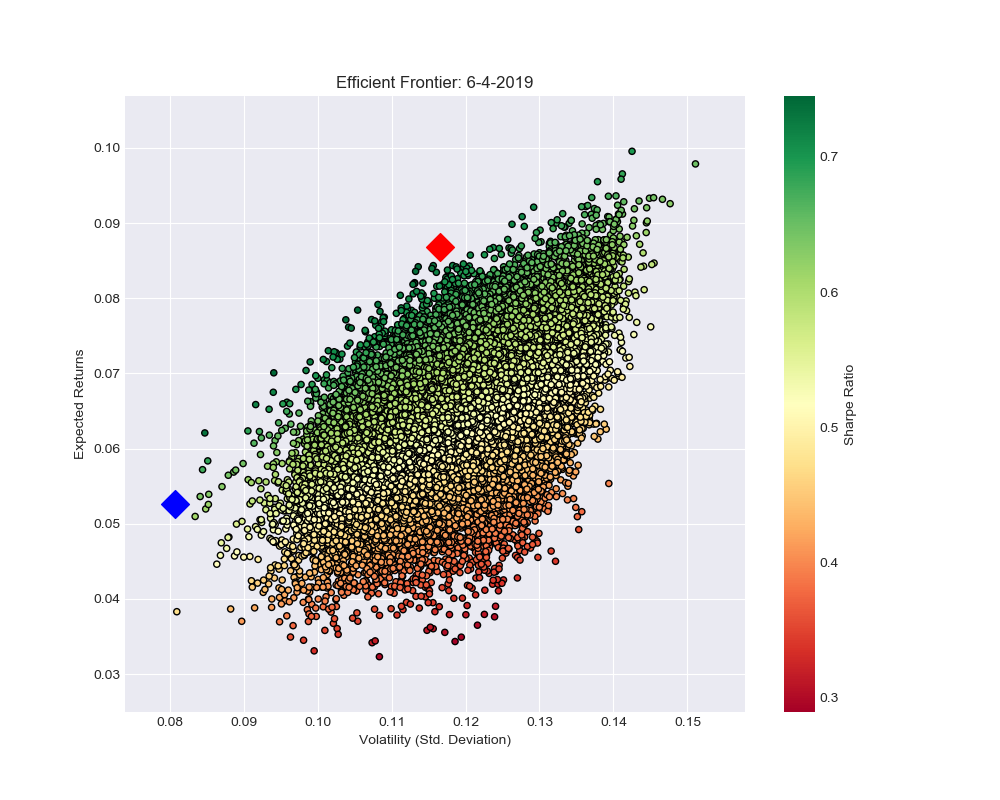 Efficient Frontier: 6-4-2019
Expected Returns
0.10
0.09
0.08
0.07
0.06
0.05
0.04
0.03
0.08 0.09 0.10 0.11 0.12 0.13 0.14 0.15
Volatility (Std. Deviation)
0.7
0.6
0.5
0.4
0.3
Sharpe Ratio